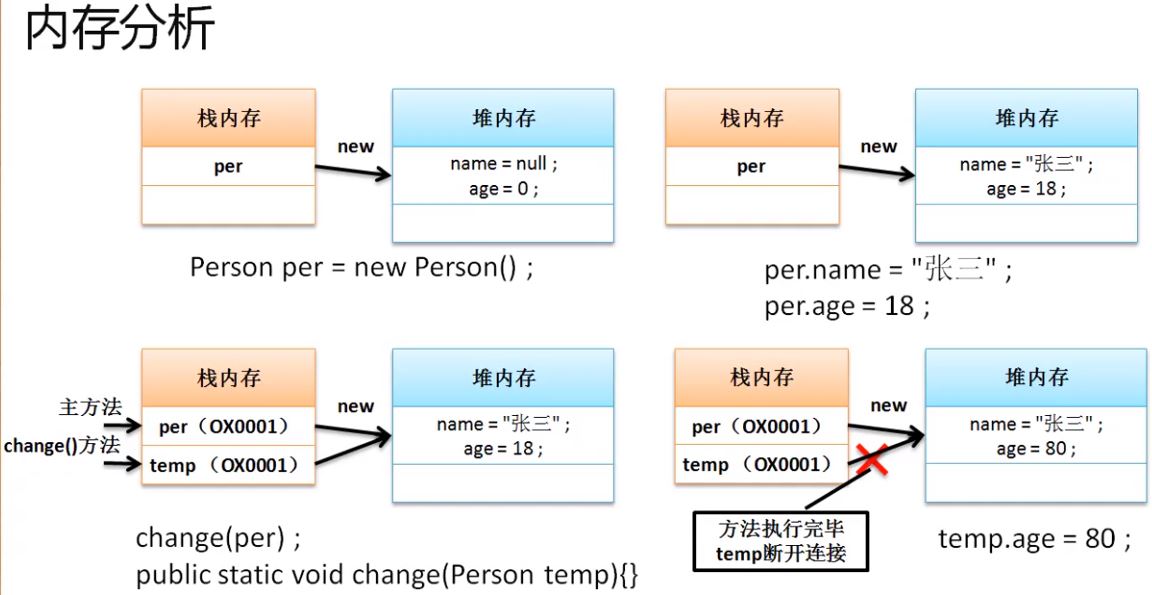 内存分析
栈内存
堆内存
new
per
name = null ;
age = 0 ;
Person per = new Person() ;
栈内存
堆内存
new
per
name = "张三" ;
age = 18 ;
per.name = "张三" ;
per.age = 18 ;
栈内存
堆内存
主方法
new
per（OX0001）
change()方法
temp （OX0001）
name = "张三" ;
age = 18 ;
change(per) ;
public static void change(Person temp){}
栈内存
堆内存
new
per（OX0001）
temp （OX0001）
name = "张三" ;
age = 80 ;
方法执行完毕
temp断开连接
temp.age = 80 ;